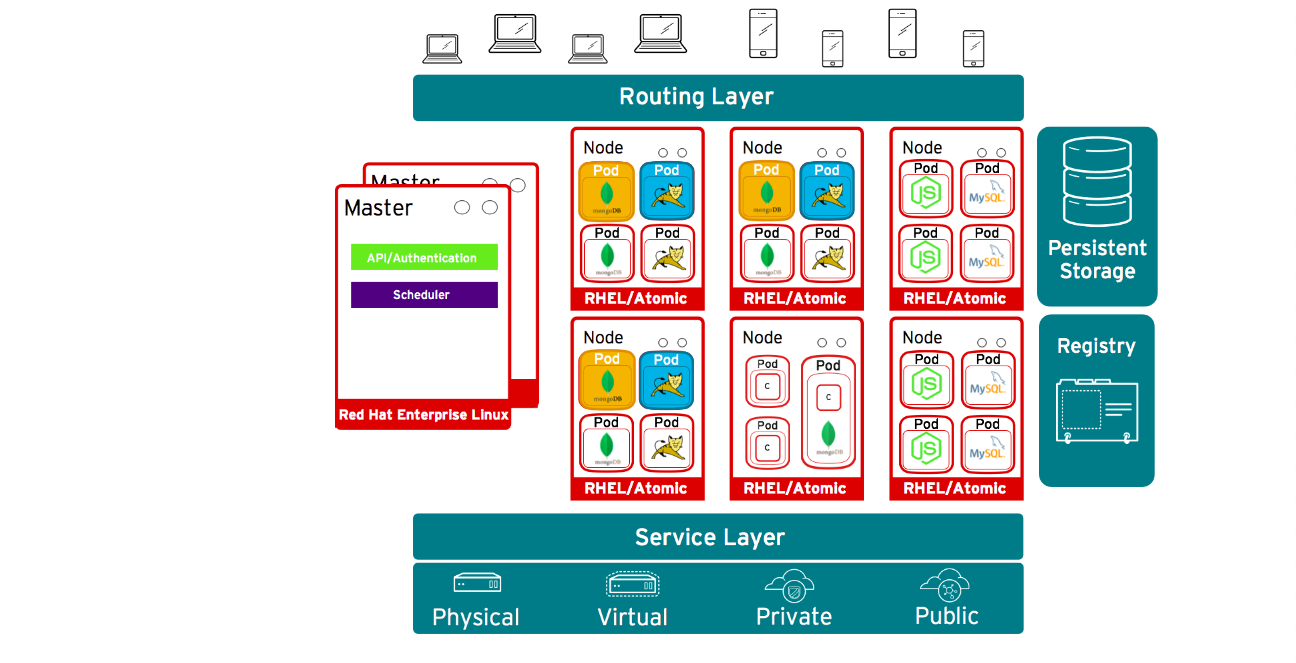 Routing Layer
Master
Master
API/Authentication
Scheduler
Red Hat Enterprise Linux
Node
Pod
mongoDB
Pod
Pod
mongoDB
Pod
RHEL/Atomic
Node
Pod
mongoDB
Pod
Pod
mongoDB
Pod
RHEL/Atomic
Node
Pod
JS
Pod
MySQL
Pod
JS
Pod
MySQL
RHEL/Atomic
Node
Pod
mongoDB
Pod
Pod
mongoDB
Pod
RHEL/Atomic
Node
Pod
C
Pod
C
Pod
C
mongoDB
RHEL/Atomic
Node
Pod
JS
Pod
MySQL
Pod
JS
Pod
MySQL
RHEL/Atomic
Persistent
Storage
Registry
Service Layer
Physical
Virtual
Private
Public